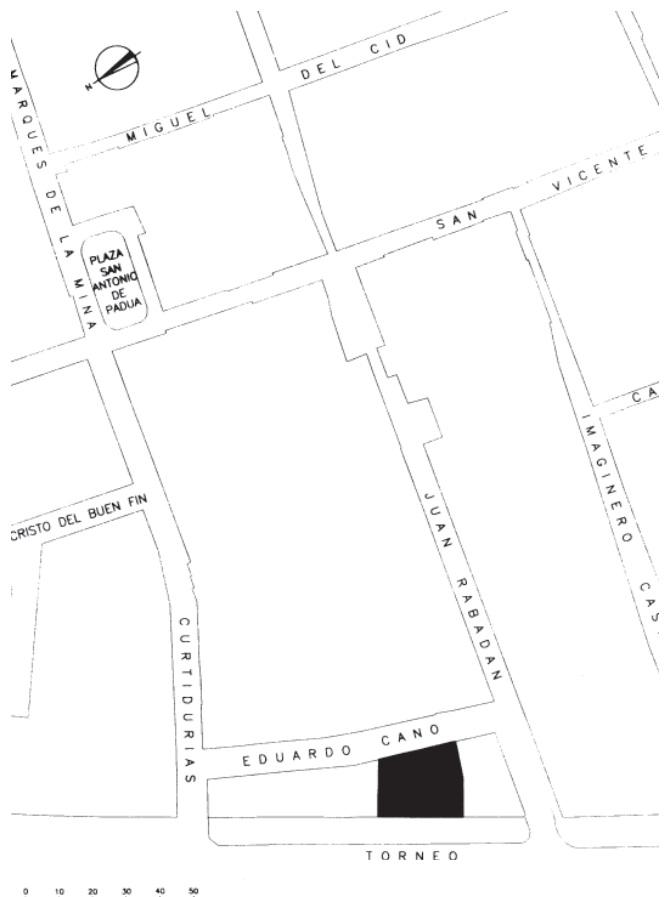 N
MIGUEL DEL CID
MARQUES DE LA MINA
PLAZA
SAN
ANTONIO
DE
PADUA
SAN VICENTE
CA
CRISTO DEL BUEN FIN
CURTIDURIAS
JUAN RABADAN
IMAGINERO CAS
EDUARDO CANO
TORNEO
0 10 20 30 40 50